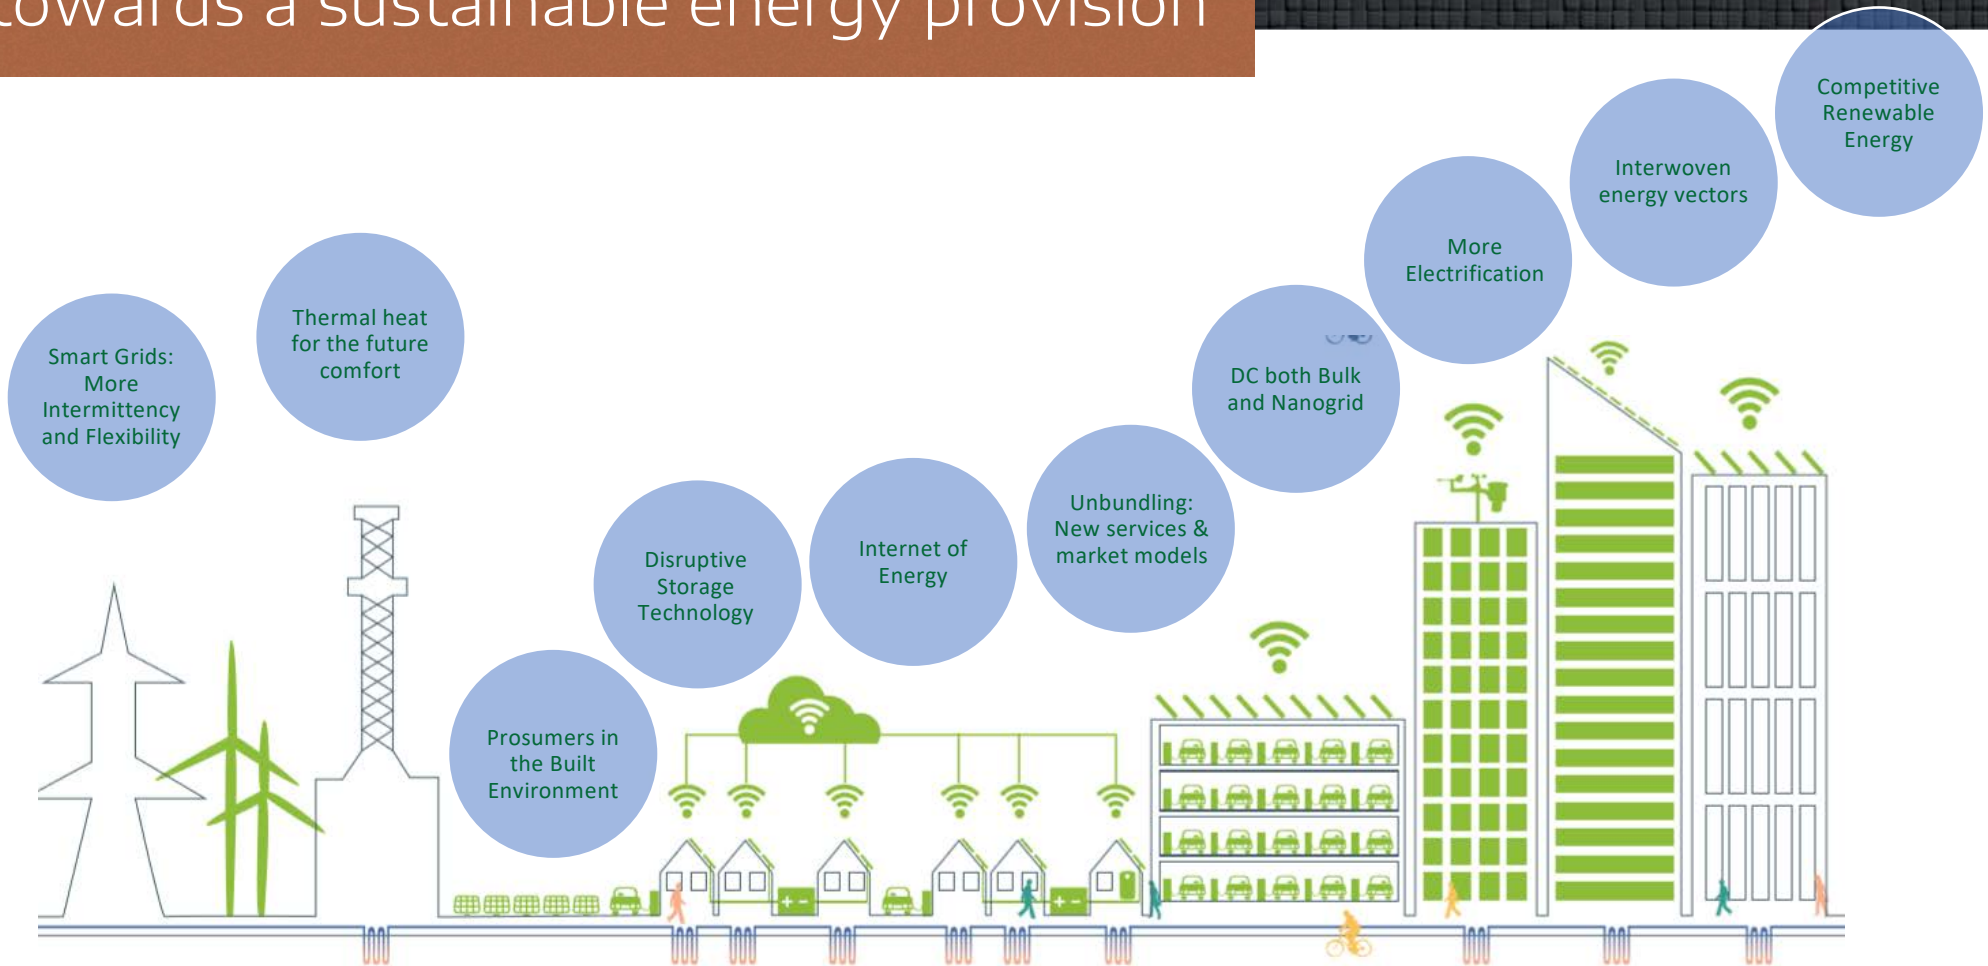 towards a sustainable energy provision
Smart Grids:
More
Intermittency
and Flexibility
Thermal heat
for the future
comfort
Prosumers in
the Built
Environment
Disruptive
Storage
Technology
Internet of
Energy
Unbundling:
New services &
market models
DC both Bulk
and Nanogrid
More
Electrification
Interwoven
energy vectors
Competitive
Renewable
Energy